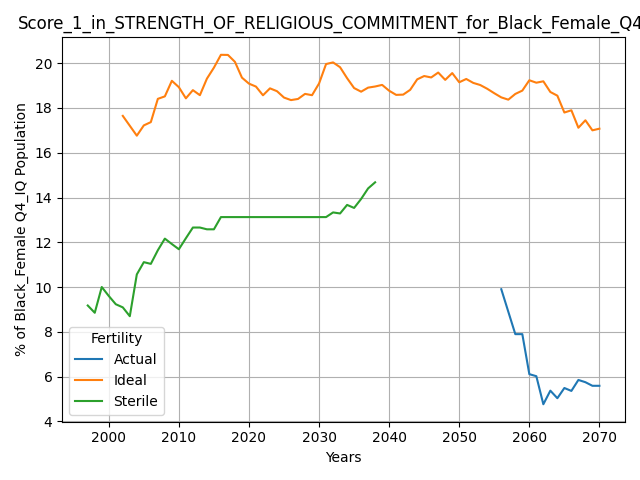 Score_1_in_STRENGTH_OF_RELIGIOUS_COMMITMENT_for_Black_Female_Q4
% of Black_Female Q4_IQ Population
20
18
16
14
12
10
8
6
4
Fertility
Actual
Ideal
Sterile
2000 2010 2020 2030 2040 2050 2060 2070
Years